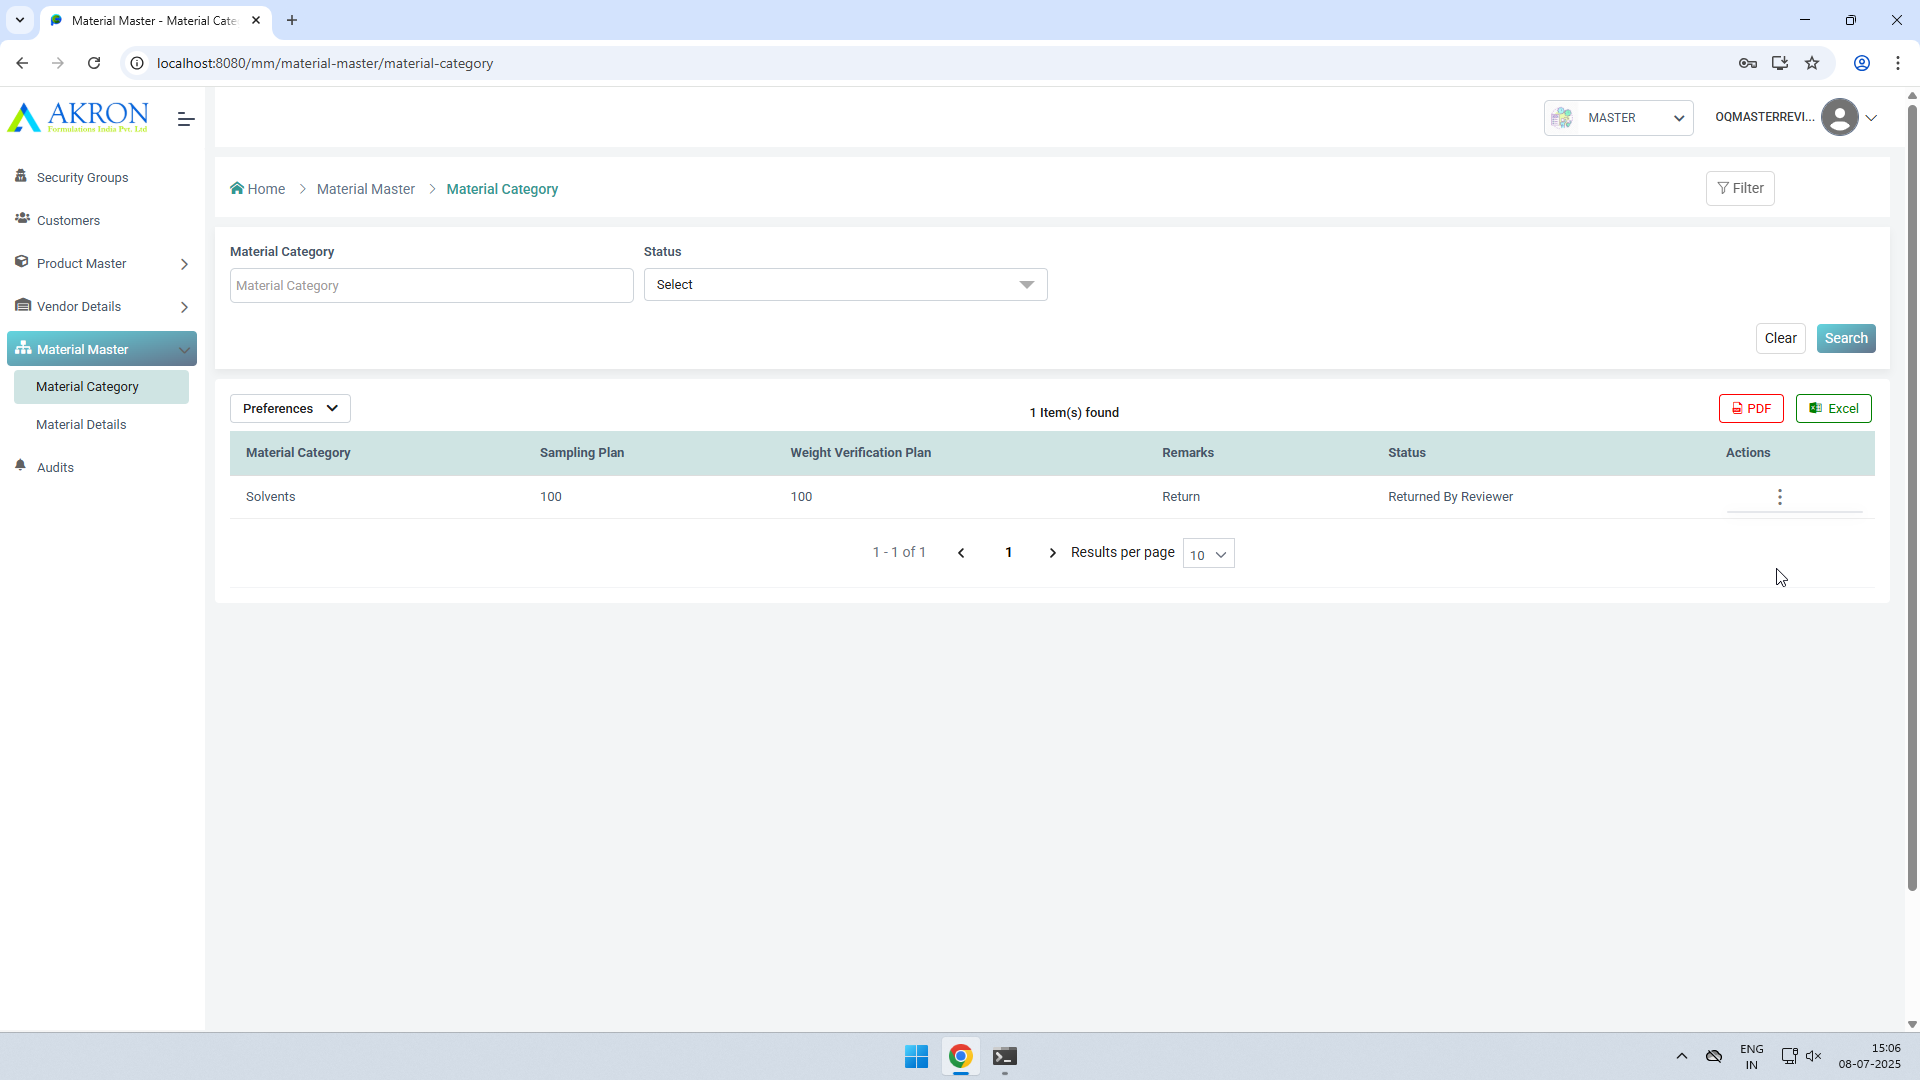 Material Master - Material Cate
localhost:8080/mm/material-master/material-category
AKRON
Formulations India Pvt. Ltd
MASTER
OQMASTERREVI...
Security Groups
Customers
Product Master
Vendor Details
Material Master
Material Category
Material Details
Audits
Home > Material Master > Material Category
Filter
Material Category
Status
Material Category
Select
Clear
Search
Preferences
1 Item(s) found
PDF
Excel
Material Category Sampling Plan Weight Verification Plan Remarks Status Actions
Solvents 100 100 Return Returned By Reviewer
1 - 1 of 1
1
Results per page
10
ENG
IN
15:06
08-07-2025